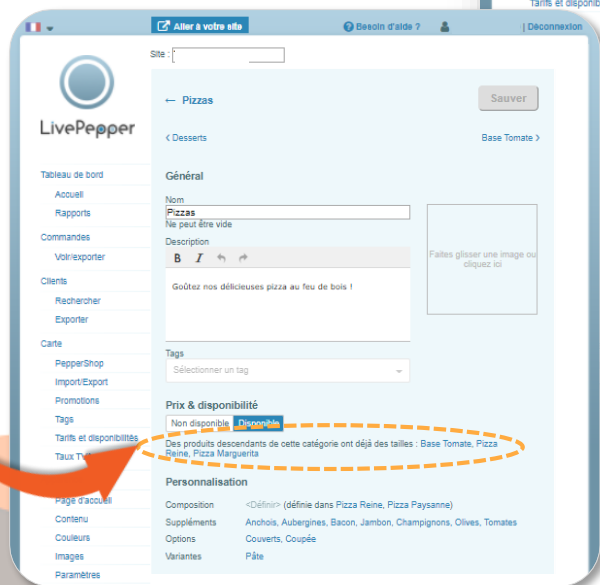 Tarifs et disponib
Aller à votre site
Besoin d'aide ?
| Déconnexion
Site :
LivePepper
← Pizzas
Sauver
< Desserts
Base Tomate >
Tableau de bord
Accueil
Rapports
Commandes
Voir/exporter
Clients
Rechercher
Exporter
Carte
PepperShop
Import/Export
Promotions
Tags
Tarifs et disponibilités
Taux
Page d'accueil
Contenu
Couleurs
Images
Paramètres
Général
Nom
Pizzas
Ne peut être vide
Description
B I
Goûtez nos délicieuses pizza au feu de bois !
Faites glisser une image ou
cliquez ici
Tags
Sélectionner un tag
Prix & disponibilité
Non disponible Disponible
Des produits descendants de cette catégorie ont déjà des tailles : Base Tomate, Pizza
Reine, Pizza Marguerita
Personnalisation
Composition <Définir> (définie dans Pizza Reine, Pizza Paysanne)
Suppléments Anchois, Aubergines, Bacon, Jambon, Champignons, Olives, Tomates
Options Couverts, Coupée
Variantes Pâte